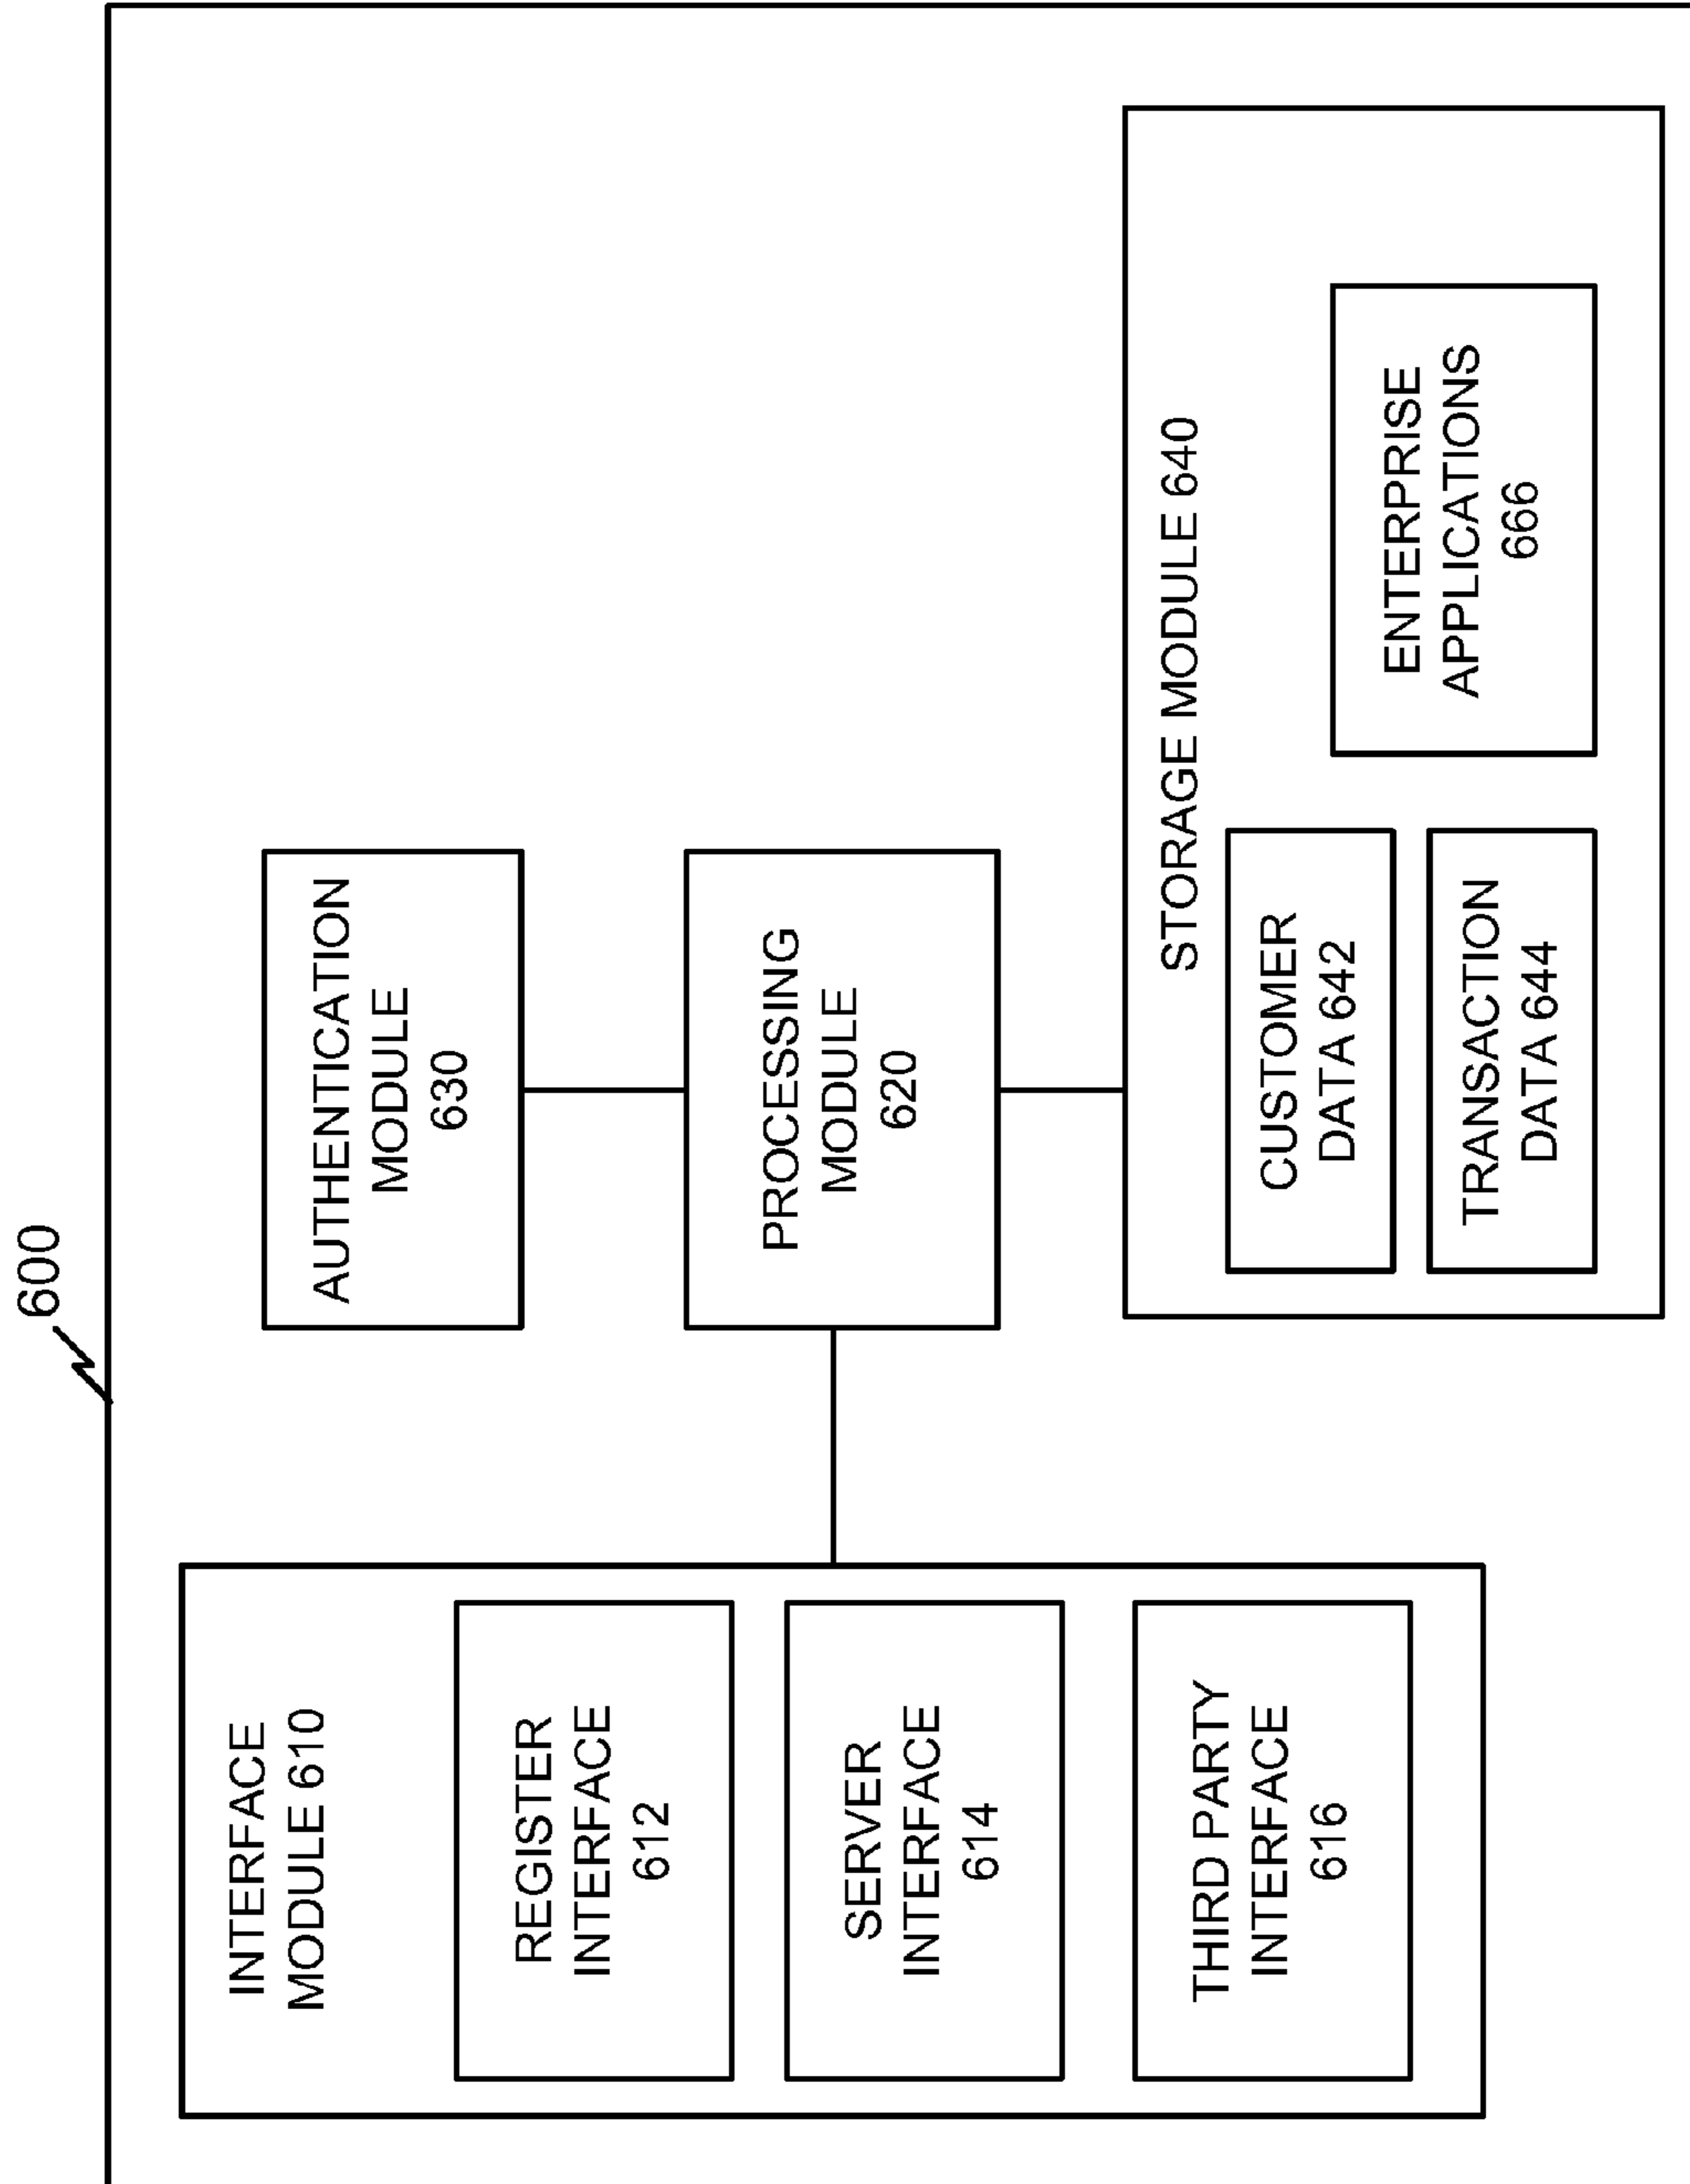 600
INTERFACE
MODULE 610
REGISTER
INTERFACE
612
SERVER
INTERFACE
614
THIRD PARTY
INTERFACE
616
AUTHENTICATION
MODULE
630
PROCESSING
MODULE
620
STORAGE MODULE 640
CUSTOMER
DATA 642
TRANSACTION
DATA 644
ENTERPRISE
APPLICATIONS
666